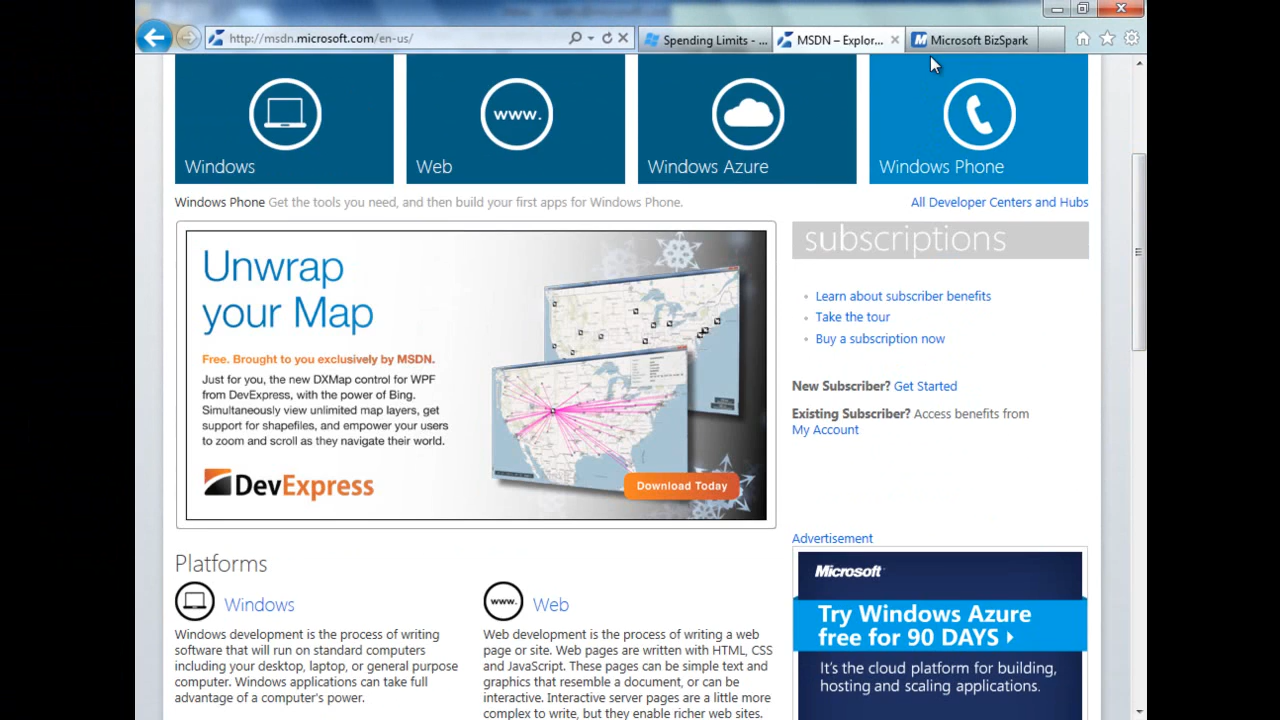 http://msdn.microsoft.com/en-us/
Spending Limits - ...
MSDN – Explor...
Microsoft BizSpark
www.
Windows
Web
Windows Azure
Windows Phone
Windows Phone Get the tools you need, and then build your first apps for Windows Phone.
All Developer Centers and Hubs
Unwrap
your Map
Free. Brought to you exclusively by MSDN.
Just for you, the new DXMap control for WPF
from DevExpress, with the power of Bing.
Simultaneously view unlimited map layers, get
support for shapefiles, and empower your users
to zoom and scroll as they navigate their world.
DevExpress
Download Today
subscriptions
Learn about subscriber benefits
Take the tour
Buy a subscription now
New Subscriber? Get Started
Existing Subscriber? Access benefits from
My Account
Advertisement
Microsoft
Try Windows Azure
free for 90 DAYS
It's the cloud platform for building,
hosting and scaling applications.
Platforms
Windows
Windows development is the process of writing
software that will run on standard computers
including your desktop, laptop, or general purpose
computer. Windows applications can take full
advantage of a computer's power.
www.
Web
Web development is the process of writing a web
page or site. Web pages are written with HTML, CSS
and JavaScript. These pages can be simple text and
graphics that resemble a document, or can be
interactive. Interactive server pages are a little more
complex to write, but they enable richer web sites.